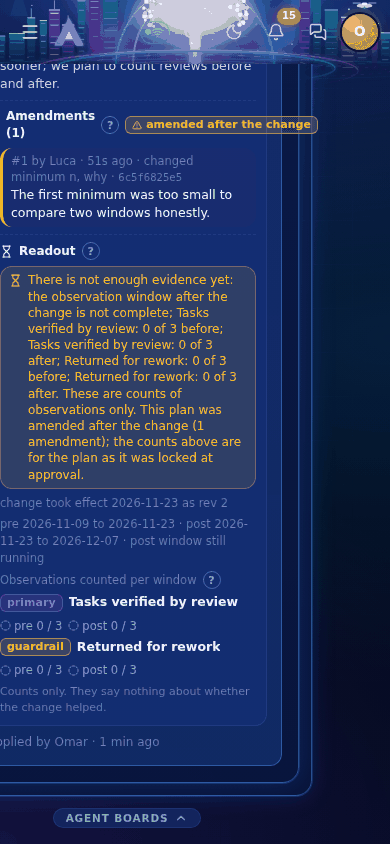 15
O
sooner; we plan to count reviews before
and after.
Amendments
(1)
?
amended after the change
#1 by Luca · 51s ago · changed
minimum n, why · 6c5f6825e5
The first minimum was too small to
compare two windows honestly.
Readout ?
There is not enough evidence yet:
the observation window after the
change is not complete; Tasks
verified by review: 0 of 3 before;
Tasks verified by review: 0 of 3
after; Returned for rework: 0 of 3
before; Returned for rework: 0 of 3
after. These are counts of
observations only. This plan was
amended after the change (1
amendment); the counts above are
for the plan as it was locked at
approval.
change took effect 2026-11-23 as rev 2
pre 2026-11-09 to 2026-11-23 · post 2026-
11-23 to 2026-12-07 · post window still
running
Observations counted per window ?
primary Tasks verified by review
pre 0 / 3 post 0 / 3
guardrail Returned for rework
pre 0 / 3 post 0 / 3
Counts only. They say nothing about whether
the change helped.
pplied by Omar · 1 min ago
AGENT BOARDS